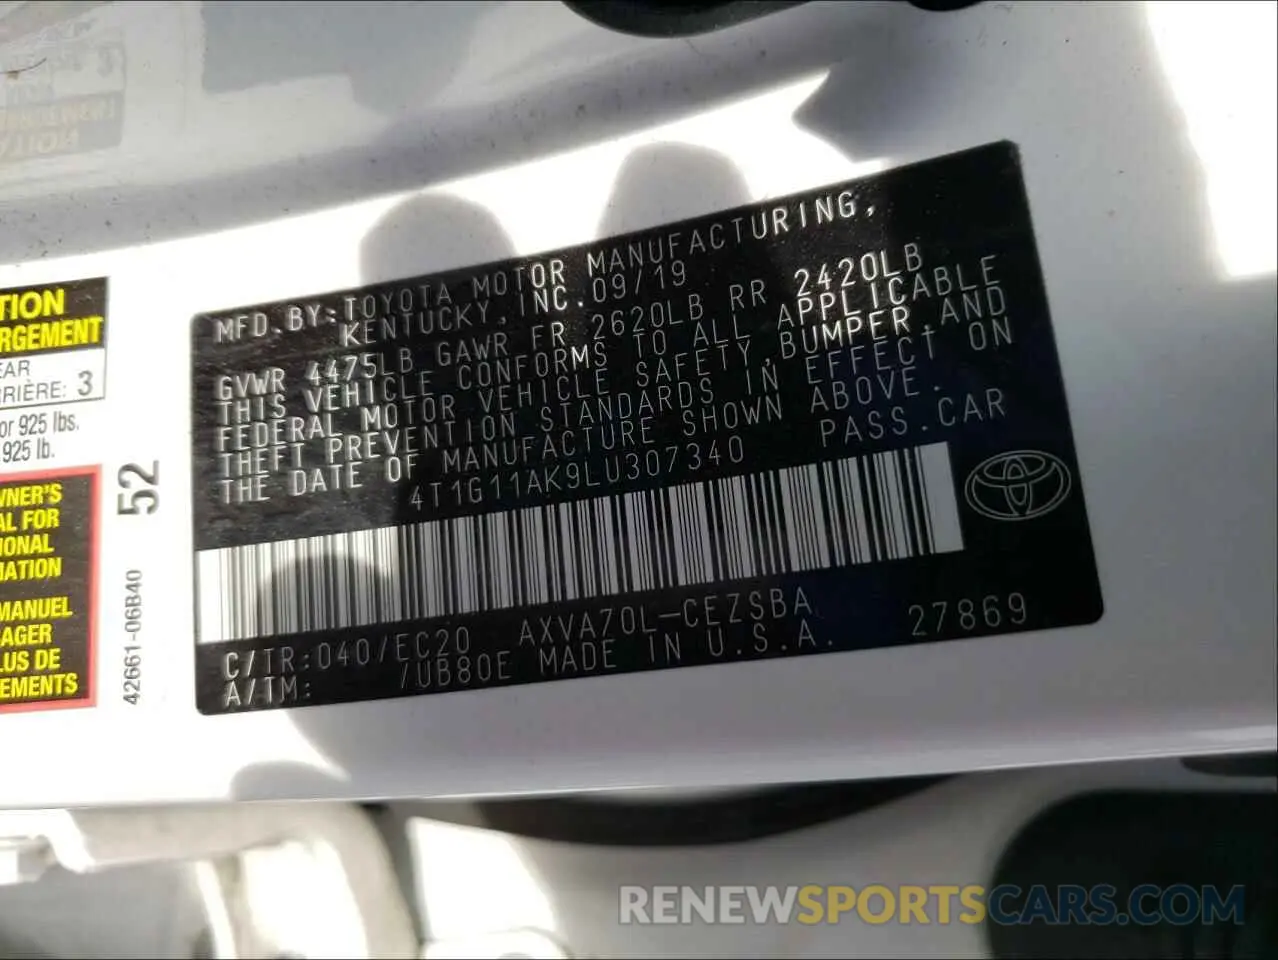 TION
RGEMENT
EAR
RRIÈRE: 3
or 925 lbs.
925 lb.
WNER'S
AL FOR
IONAL
MATION
MANUEL
AGER
LUS DE
EMENTS
52
42661-06B40
MFD.BY:TOYOTA MOTOR MANUFACTURING,
KENTUCKY,INC.09/19
GVWR 4475LB GAWR FR 2620LB RR 2420LB
THIS VEHICLE CONFORMS TO ALL APPLICABLE
FEDERAL MOTOR VEHICLE SAFETY,BUMPER,AND
THEFT PREVENTION STANDARDS IN EFFECT ON
THE DATE OF MANUFACTURE SHOWN ABOVE.
4T1G11AK9LU307340 PASS.CAR
C/TR:040/EC20 AXVA70L-CEZSBA 27869
A/TM: /UB80E MADE IN U.S.A.
RENEWSPORTSCARS.COM